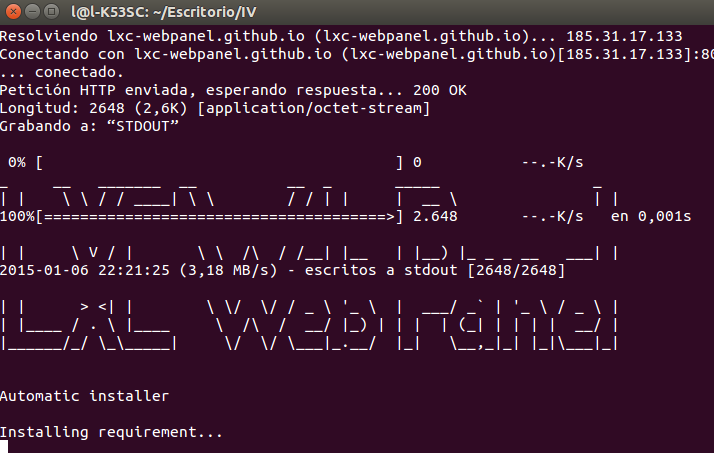 l@l-K53SC: ~/Escritorio/IV
Resolviendo lxc-webpanel.github.io (lxc-webpanel.github.io)... 185.31.17.133
Conectando con lxc-webpanel.github.io (lxc-webpanel.github.io)[185.31.17.133]:80
... conectado.
Petición HTTP enviada, esperando respuesta... 200 OK
Longitud: 2648 (2,6K) [application/octet-stream]
Grabando a: “STDOUT”
 0% [                                       ] 0           --.-K/s
_     __   _______  __          __  _       _____                 _
| |    \ \ / / ____| \ \        / / | |     |  __ \               | |
100%[=========================================>] 2.648       --.-K/s   en 0,001s
| |     \ V / |       \ \  /\  / /__| |__   | |__) |_ _ _ __   ___| |
2015-01-06 22:21:25 (3,18 MB/s) - escritos a stdout [2648/2648]
| |      > <| |        \ \/  \/ / _ \ '_ \  |  ___/ _` | '_ \ / _ \ |
| |____ / . \ |____     \  /\  /  __/ |_) | | |  | (_| | | | |  __/ |
|______/_/ \_\_____|     \/  \/ \___|_.__/  |_|   \__,_|_| |_|\___|_|
Automatic installer
Installing requirement...